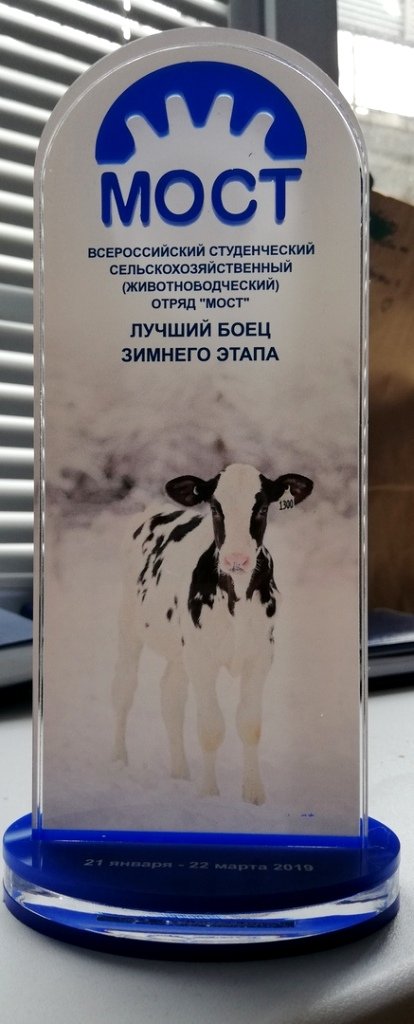 МОСТ
ВСЕРОССИЙСКИЙ СТУДЕНЧЕСКИЙ
СЕЛЬСКОХОЗЯЙСТВЕННЫЙ
(ЖИВОТНОВОДЧЕСКИЙ)
ОТРЯД "МОСТ"
ЛУЧШИЙ БОЕЦ
ЗИМНЕГО ЭТАПА
1300
21 января - 22 марта 2019